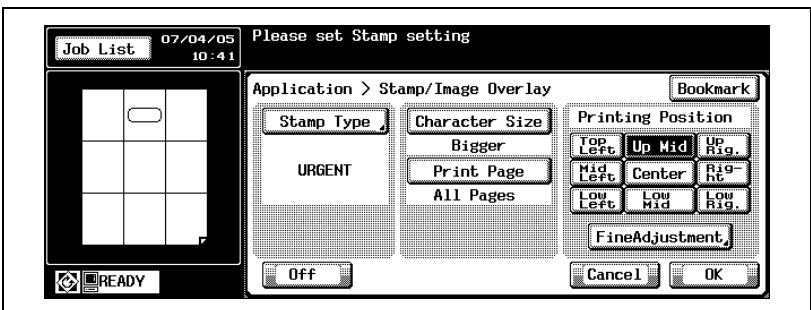 Job List
07/04/05
10:41
Please set Stamp setting
Application > Stamp/Image Overlay
Bookmark
Stamp Type
URGENT
Character Size
Bigger
Print Page
All Pages
Printing Position
Top Left
Up Mid
Up Rig.
Mid Left
Center
Rig-ht
Low Left
Low Mid
Low Rig.
FineAdjustment
Off
Cancel
OK
READY